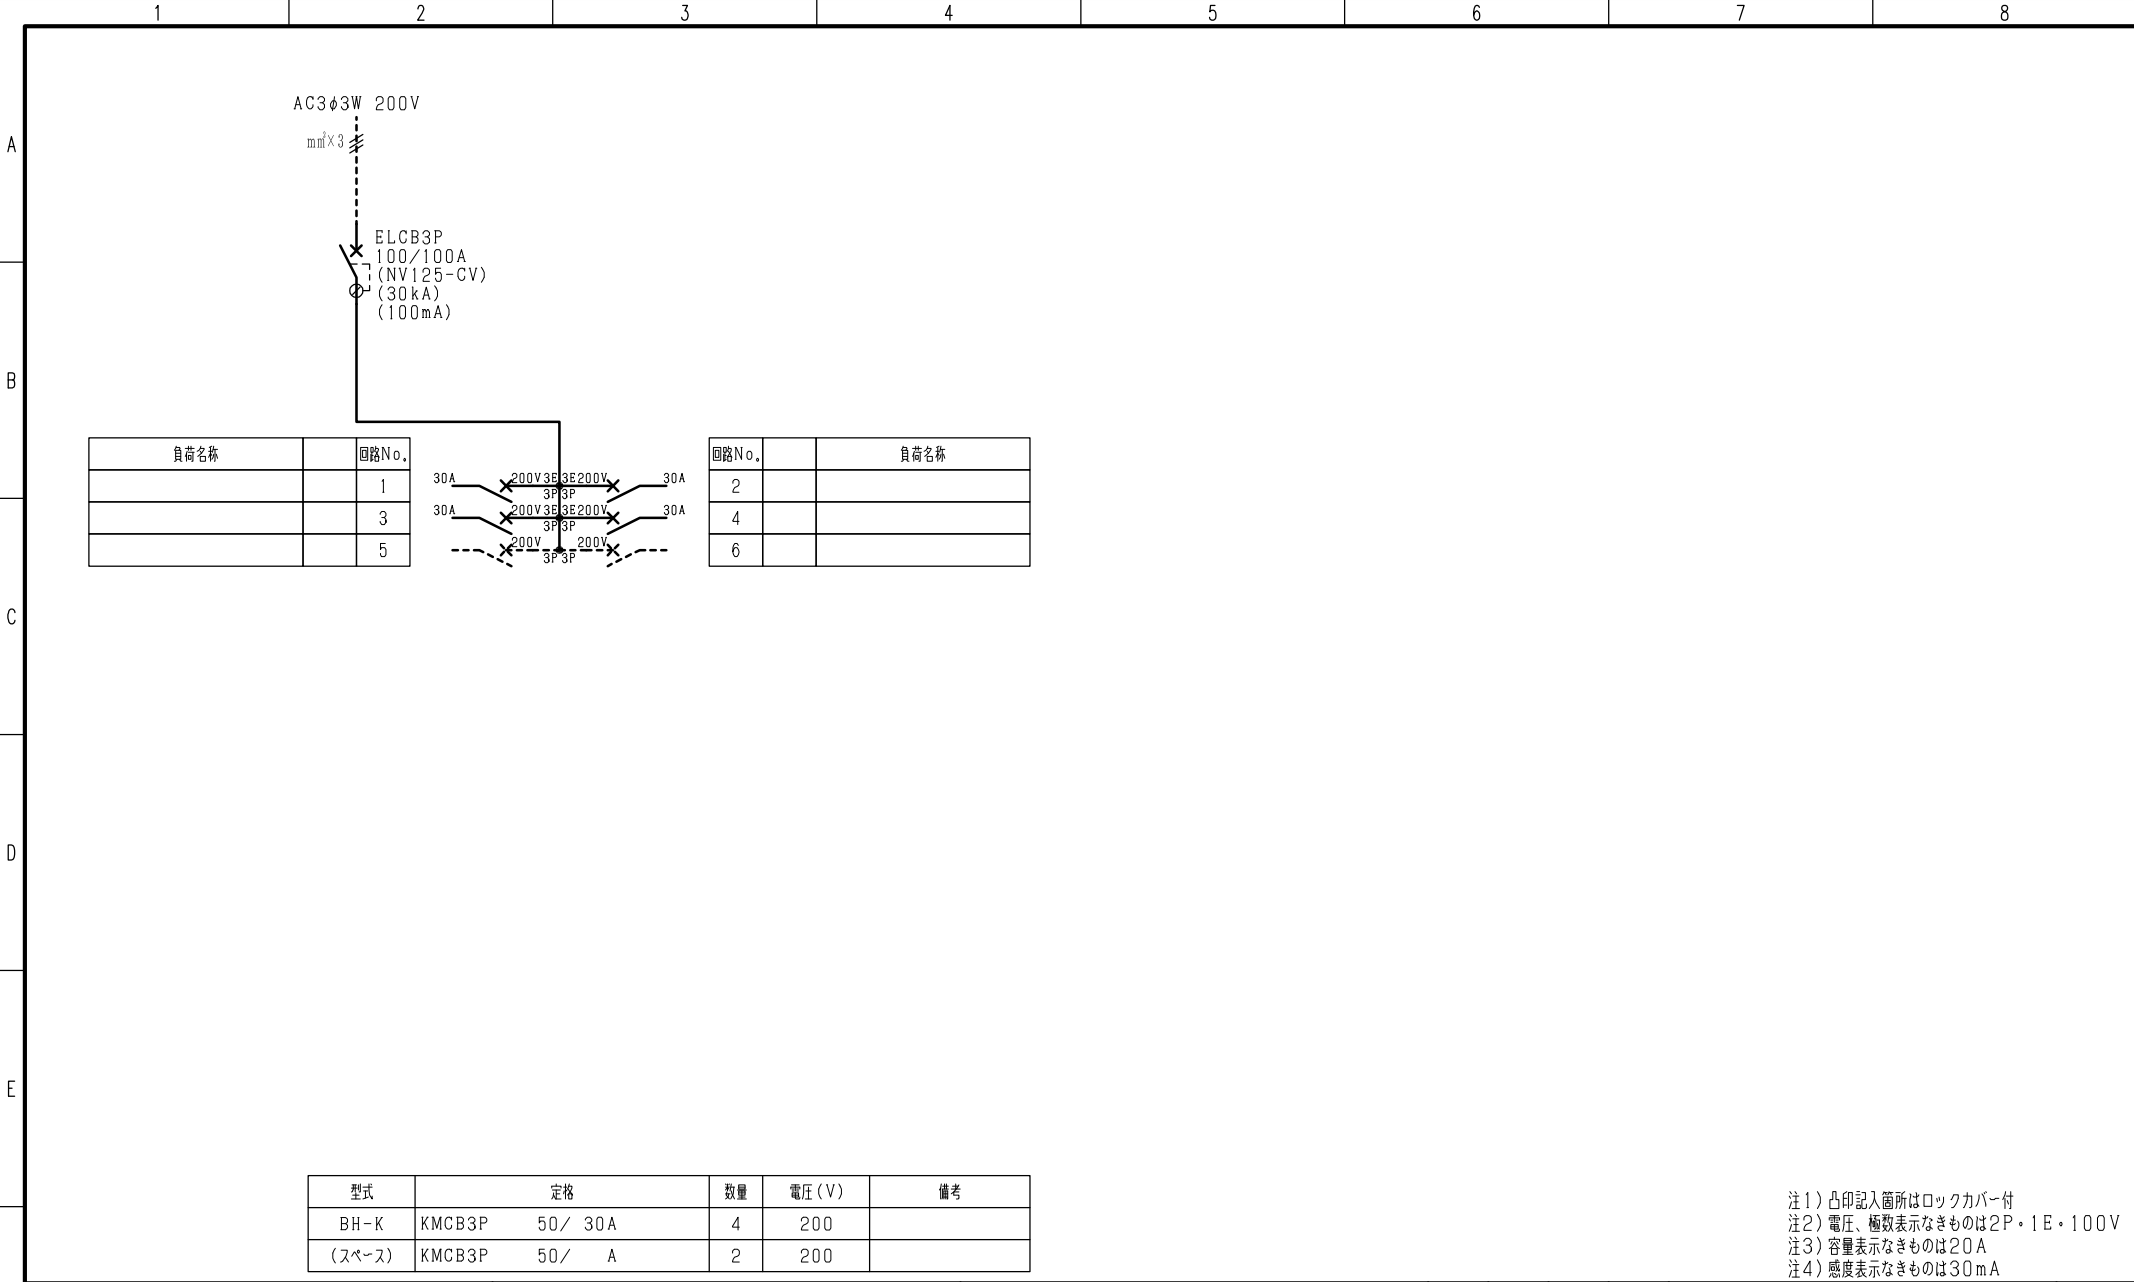 1 2 3 4 5 6 7 8
A
B
C
D
E
AC3φ3W 200V
mm²×3
ELCB3P
100/100A
(NV125-CV)
(30kA)
(100mA)
負荷名称 回路No.
1
3
5
30A 200V 3E 3E 200V 30A
3P 3P
30A 200V 3E 3E 200V 30A
3P 3P
200V 200V
3P 3P
回路No. 負荷名称
2
4
6
型式 定格 数量 電圧(V) 備考
BH-K KMCB3P 50/ 30A 4 200
(スペース) KMCB3P 50/ A 2 200
注1)凸印記入箇所はロックカバー付
注2)電圧、極数表示なきものは2P・1E・100V
注3)容量表示なきものは20A
注4)感度表示なきものは30mA